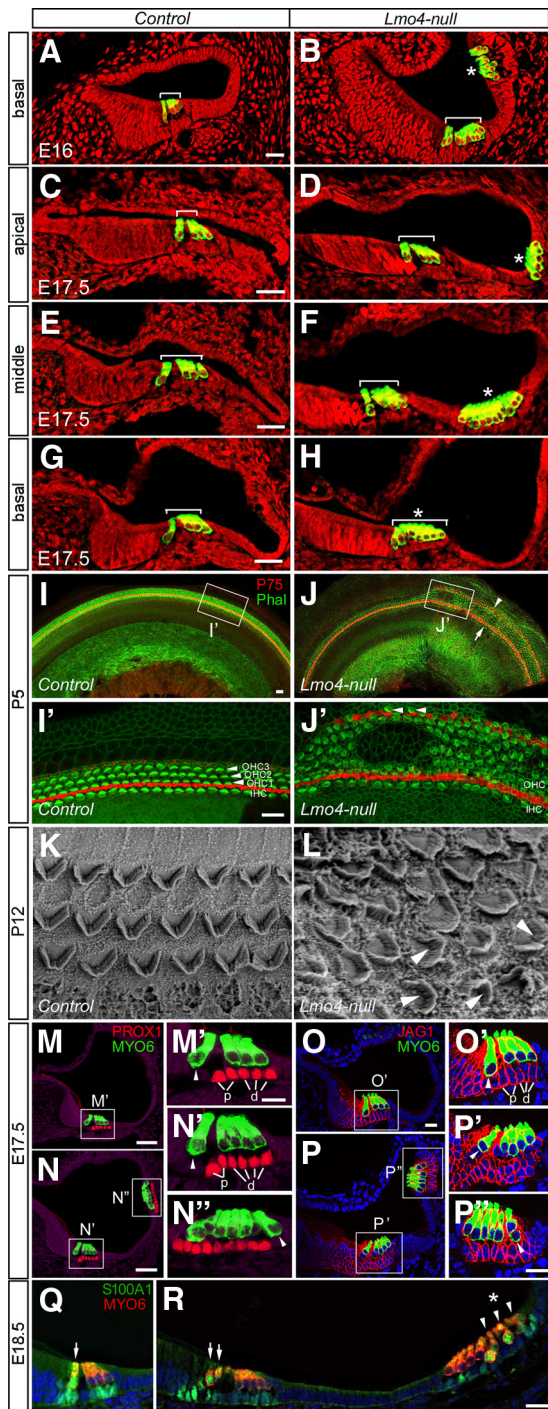 Control Lmo4-null
basal
A
B
*
E16
apical
C
D
*
E17.5
middle
E
F
*
E17.5
basal
G
H
*
E17.5
P5
I
P75
Phal
I'
Control
J
J'
Lmo4-null
I'
OHC3
OHC2
OHC1
IHC
Control
J'
OHC
IHC
Lmo4-null
P12
K
Control
L
Lmo4-null
E17.5
M
PROX1
MYO6
M'
M'
p d
N
N''
N'
N'
p d
N''
O
JAG1
MYO6
O'
O'
p d
P
P''
P'
P'
P''
E18.5
Q
S100A1
MYO6
R
*